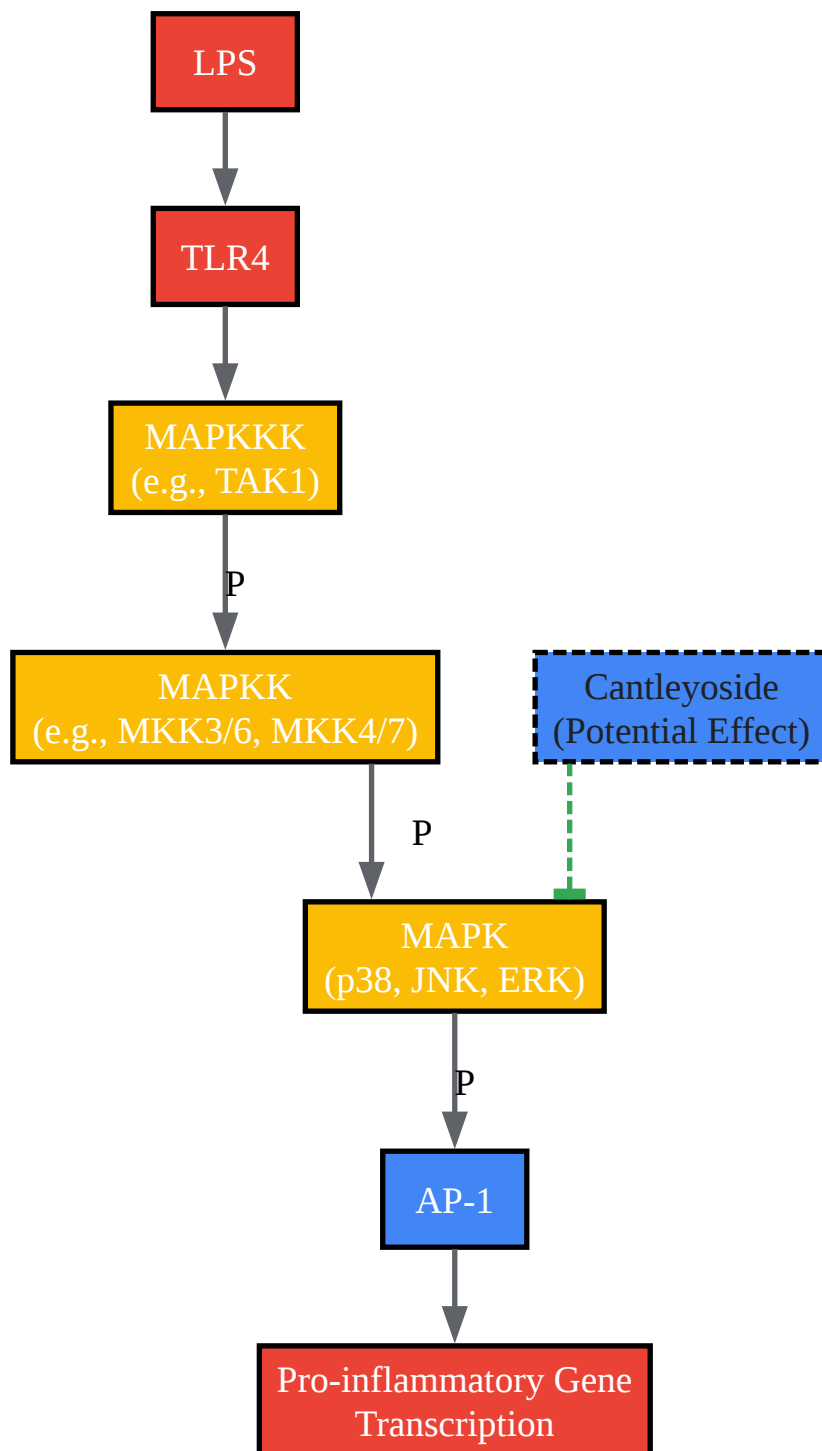 LPS
TLR4
MAPKKK
(e.g., TAK1)
P
MAPKK
(e.g., MKK3/6, MKK4/7)
Cantleyoside
(Potential Effect)
P
MAPK
(p38, JNK, ERK)
P
AP-1
Pro-inflammatory Gene
Transcription